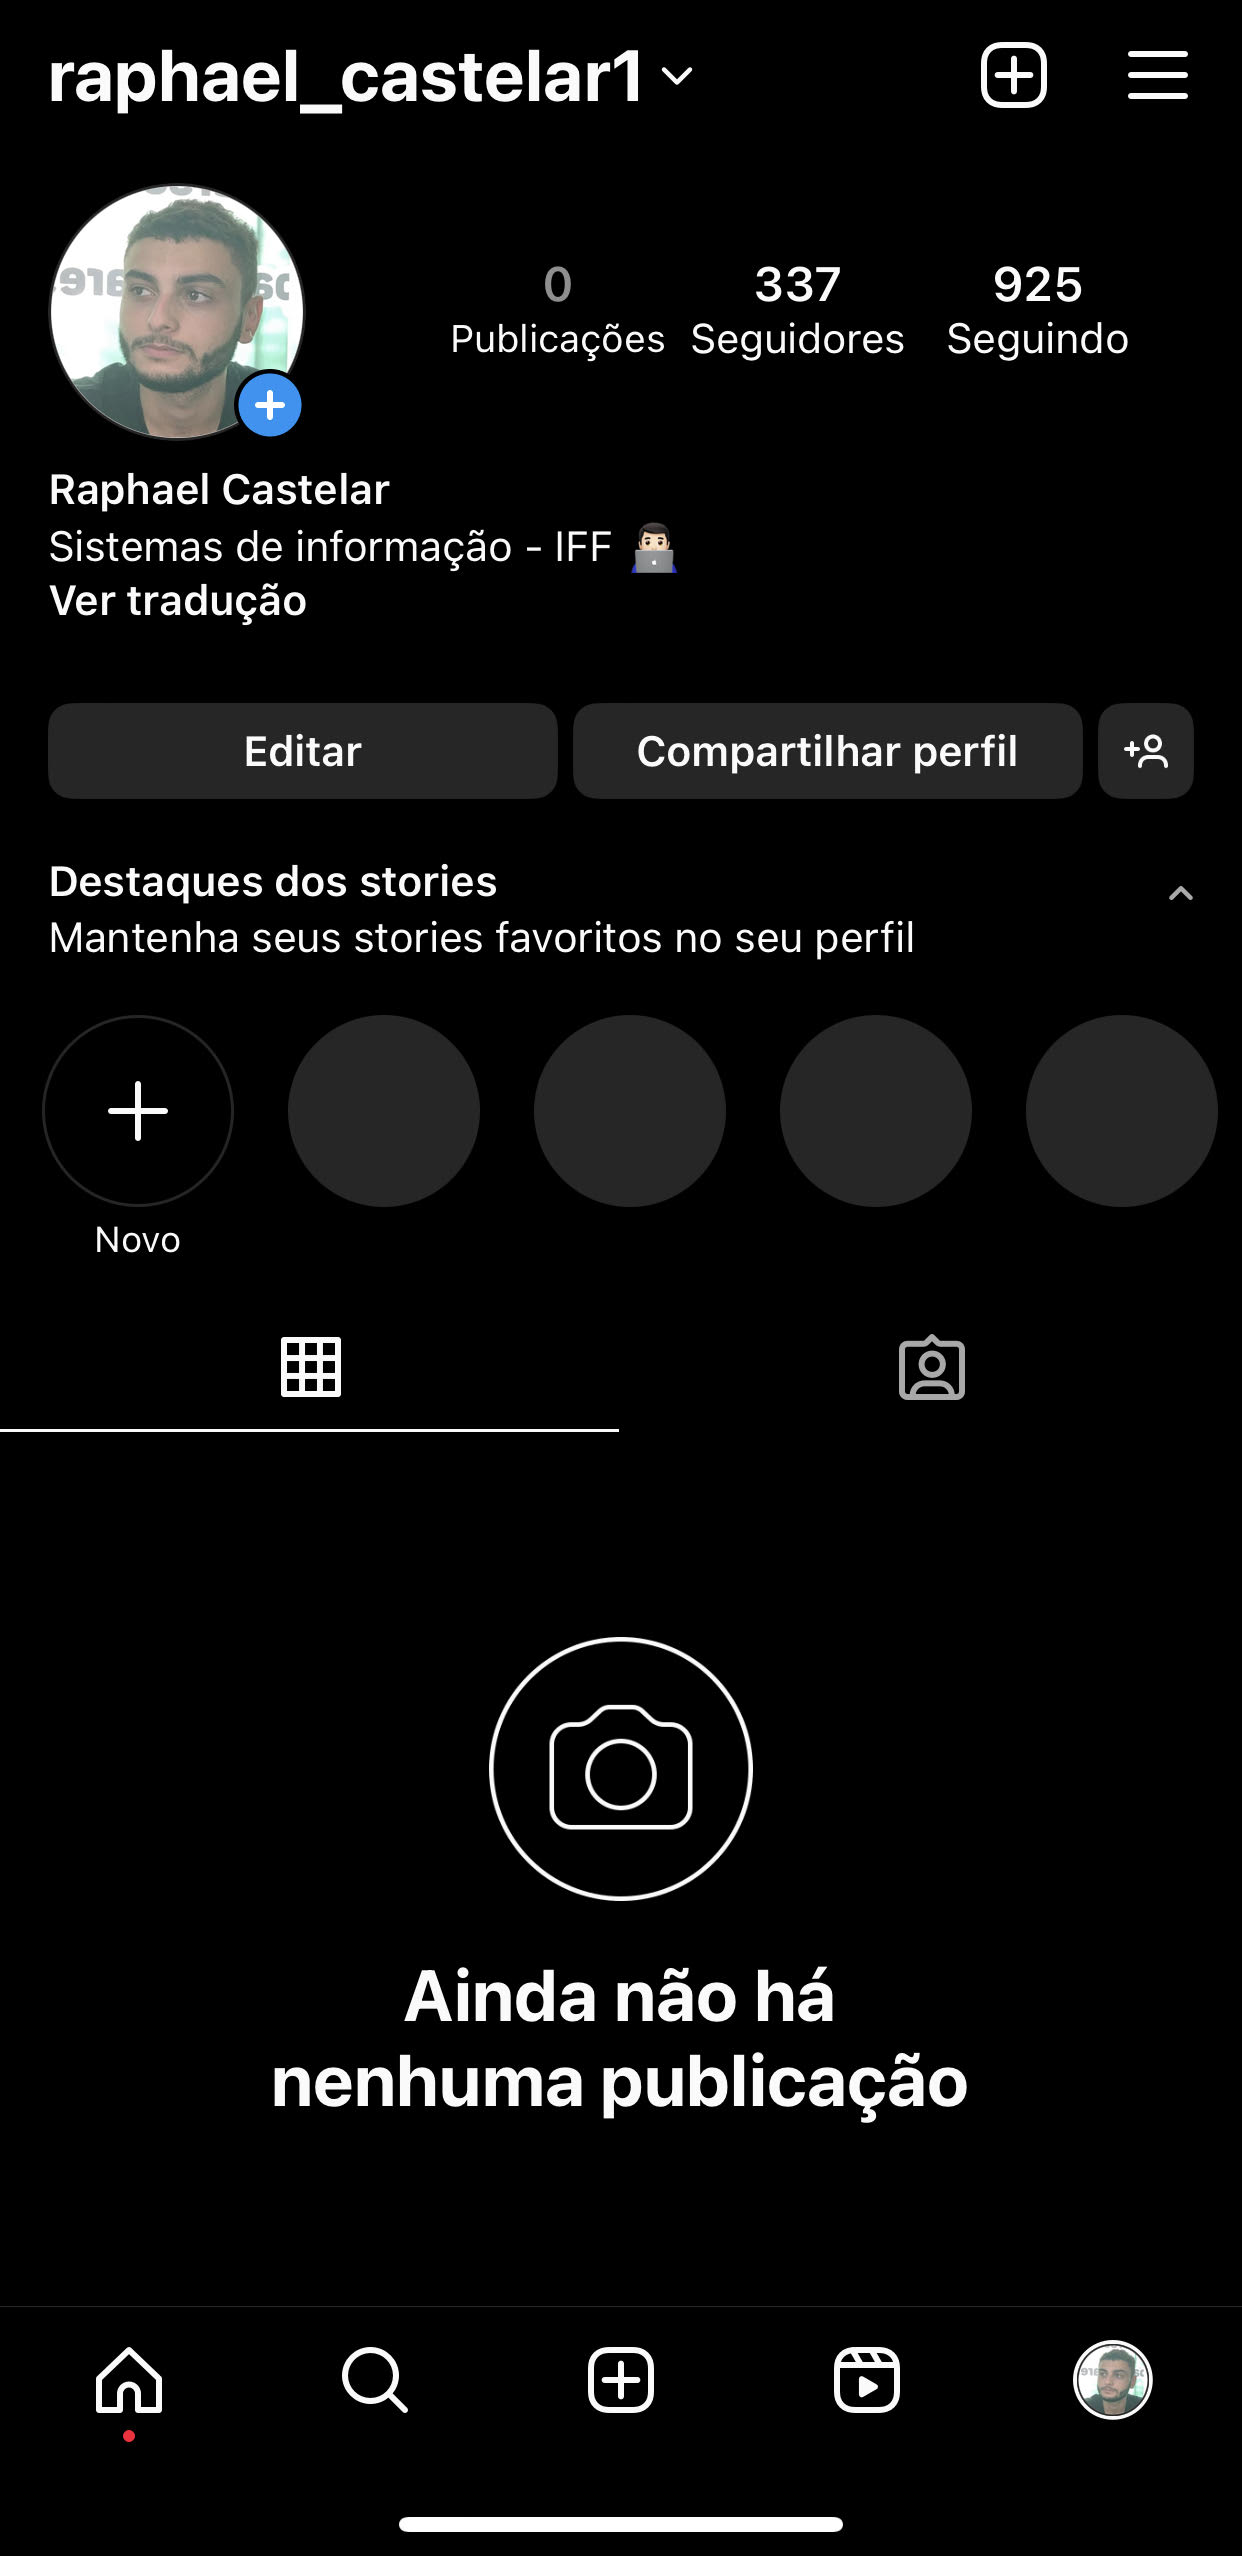 raphael_castelar1
0
Publicações
337
Seguidores
925
Seguindo
Raphael Castelar
Sistemas de informação - IFF 👨🏻‍💻
Ver tradução
Editar
Compartilhar perfil
Destaques dos stories
Mantenha seus stories favoritos no seu perfil
Novo
Ainda não há
nenhuma publicação